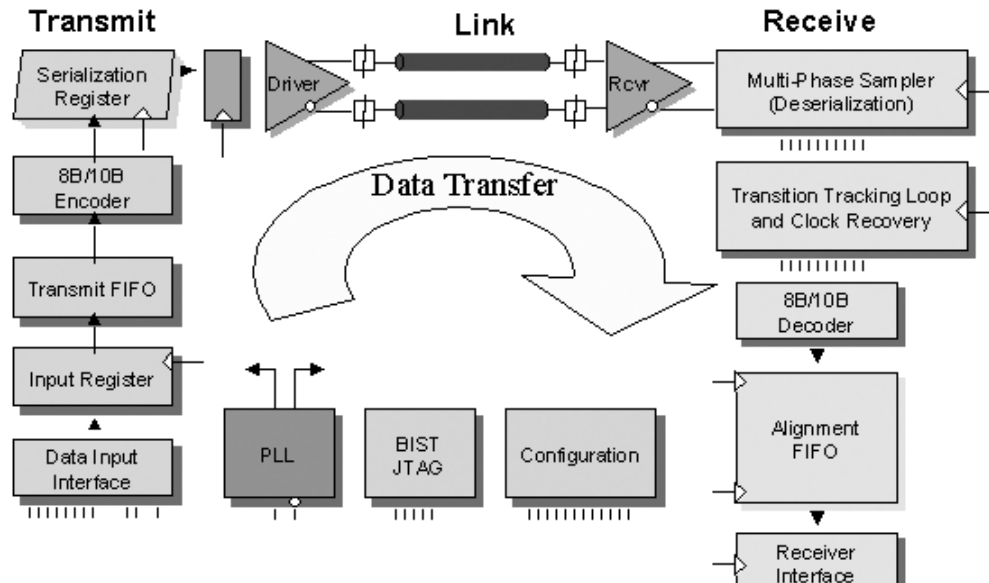 Transmit
Link
Receive
Serialization
Register
Driver
Rcvr
Multi-Phase Sampler
(Deserialization)
8B/10B
Encoder
Data Transfer
Transition Tracking Loop
and Clock Recovery
Transmit FIFO
8B/10B
Decoder
Input Register
Alignment
FIFO
PLL
BIST
JTAG
Configuration
Data Input
Interface
Receiver
Interface